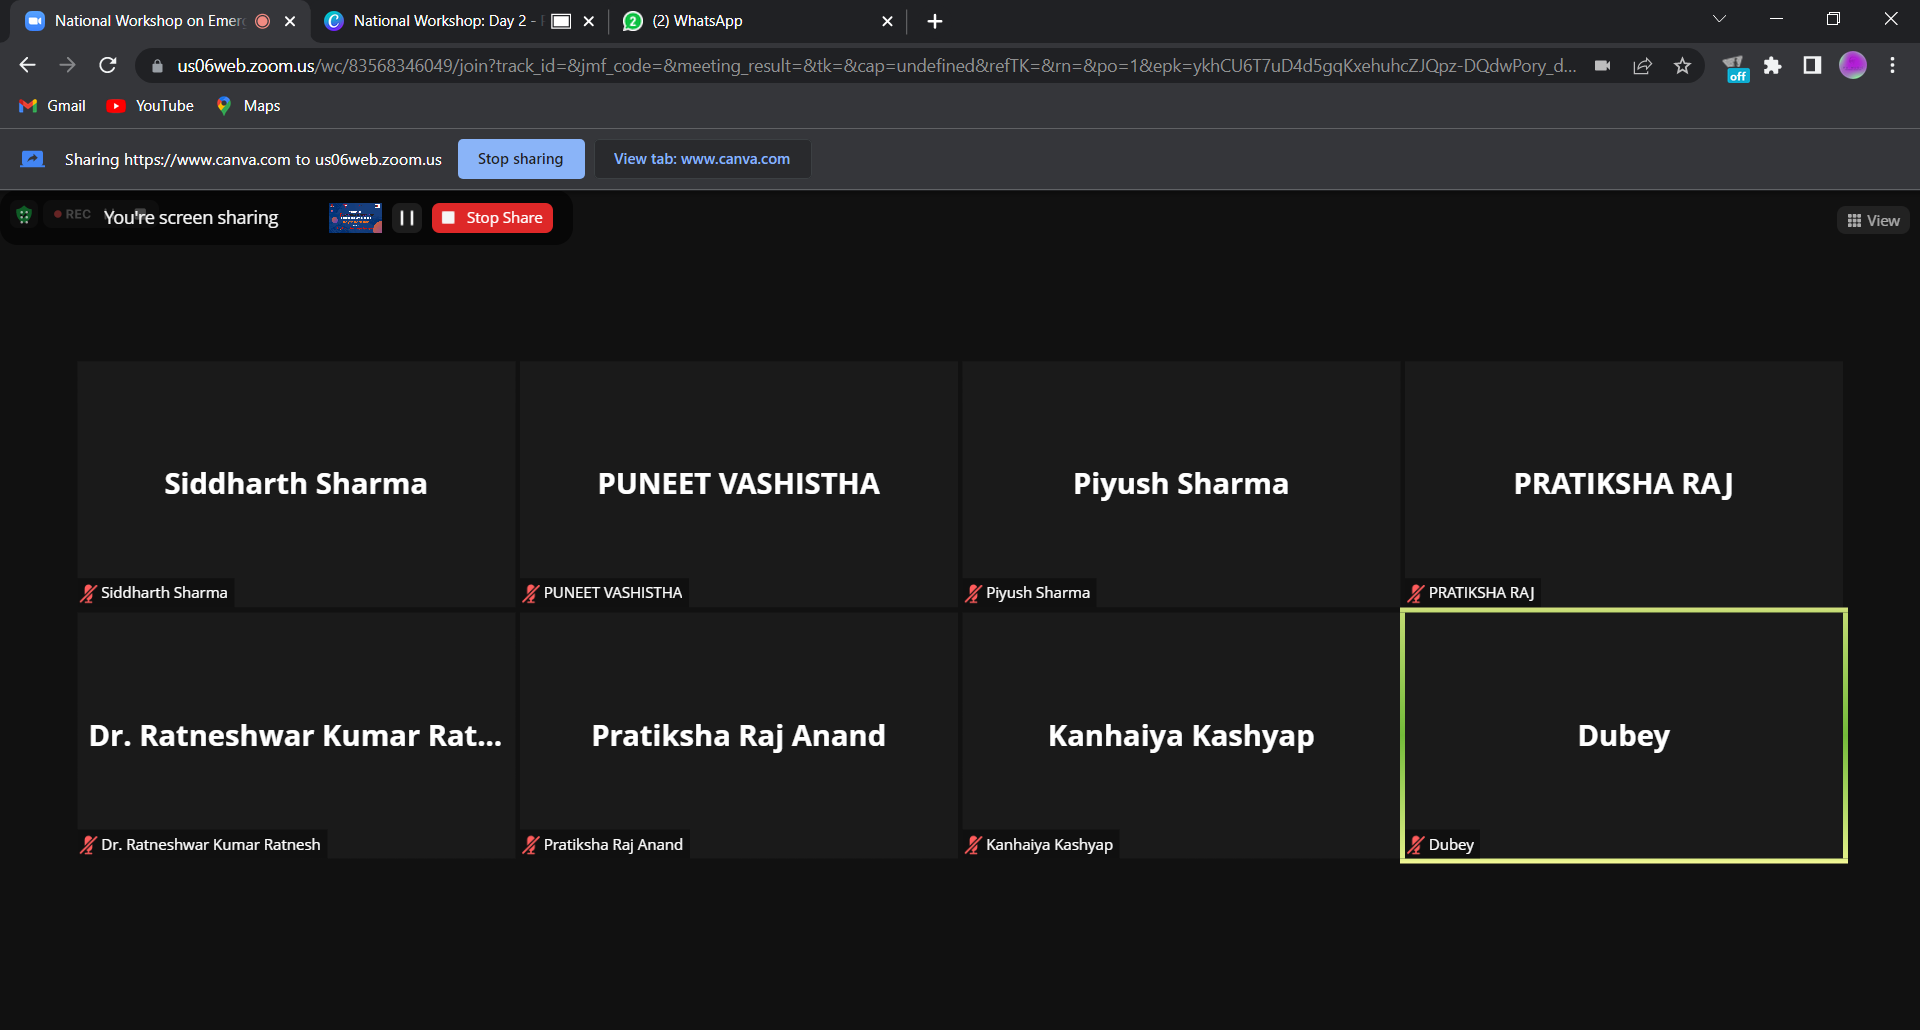 National Workshop on Emer
National Workshop: Day 2 -
2 (2) WhatsApp
us06web.zoom.us/wc/83568346049/join?track_id=&jmf_code=&meeting_result=&tk=&cap=undefined&refTK=&rn=&po=1&epk=ykhCU6T7uD4d5gqKxehuhcZJQpz-DQdwPory_d...
off
Gmail YouTube Maps
Sharing https://www.canva.com to us06web.zoom.us Stop sharing View tab: www.canva.com
REC You're screen sharing Stop Share View
Siddharth Sharma PUNEET VASHISTHA Piyush Sharma PRATIKSHA RAJ
Siddharth Sharma PUNEET VASHISTHA Piyush Sharma PRATIKSHA RAJ
Dr. Ratneshwar Kumar Rat... Pratiksha Raj Anand Kanhaiya Kashyap Dubey
Dr. Ratneshwar Kumar Ratnesh Pratiksha Raj Anand Kanhaiya Kashyap Dubey